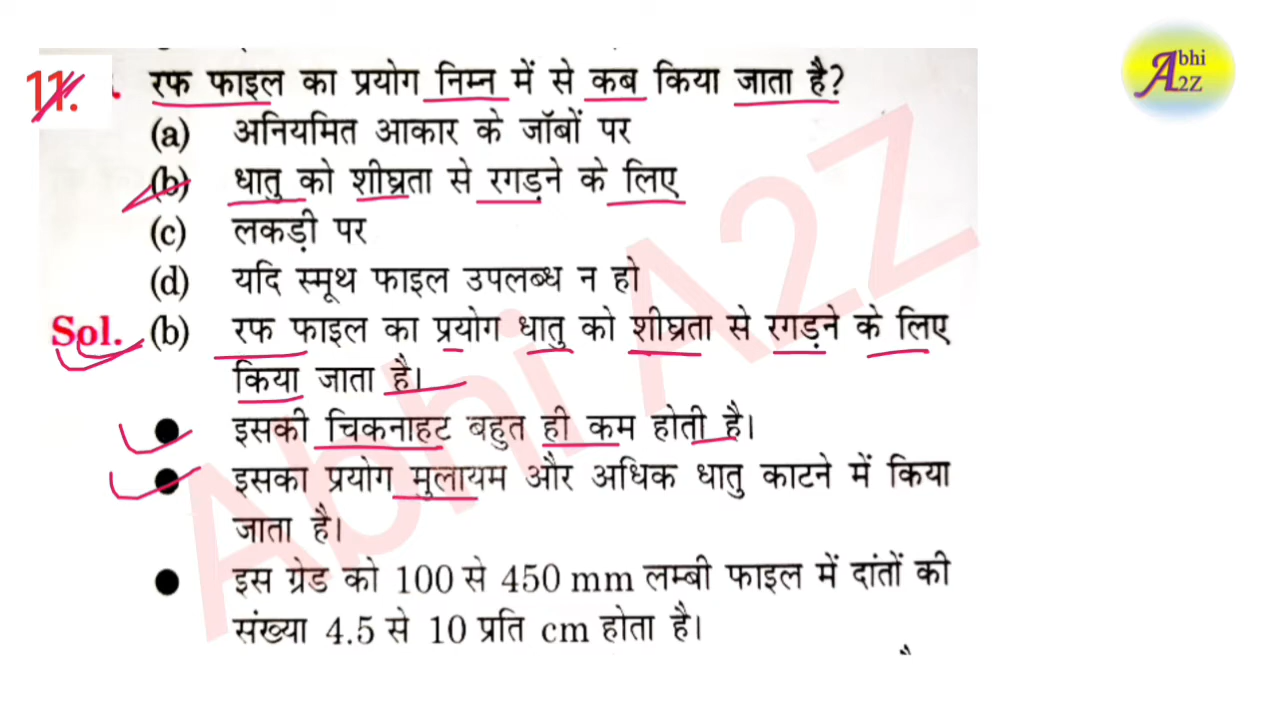 Abhi
A2Z
11.
रफ फाइल का प्रयोग निम्न में से कब किया जाता है?
(a) अनियमित आकार के जॉबों पर
(b) धातु को शीघ्रता से रगड़ने के लिए
(c) लकड़ी पर
(d) यदि स्मूथ फाइल उपलब्ध न हो
Sol. (b) रफ फाइल का प्रयोग धातु को शीघ्रता से रगड़ने के लिए
किया जाता है।
● इसकी चिकनाहट बहुत ही कम होती है।
● इसका प्रयोग मुलायम और अधिक धातु काटने में किया
जाता है।
● इस ग्रेड को 100 से 450 mm लम्बी फाइल में दांतों की
संख्या 4.5 से 10 प्रति cm होता है।
Abhi A2Z